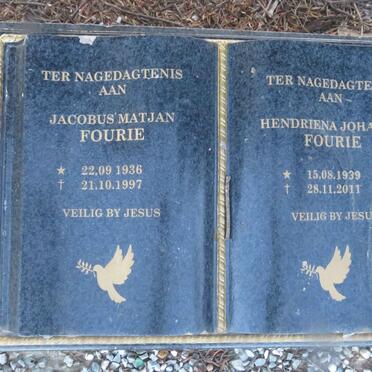 TER NAGEDAGTENIS
AAN
JACOBUS MATJAN
FOURIE
★ 22.09 1936
† 21.10.1997
VEILIG BY JESUS
TER NAGEDAGTE
AAN
HENDRIENA JOHA
FOURIE
★ 15.08.1939
† 28.11.2011
VEILIG BY JESU